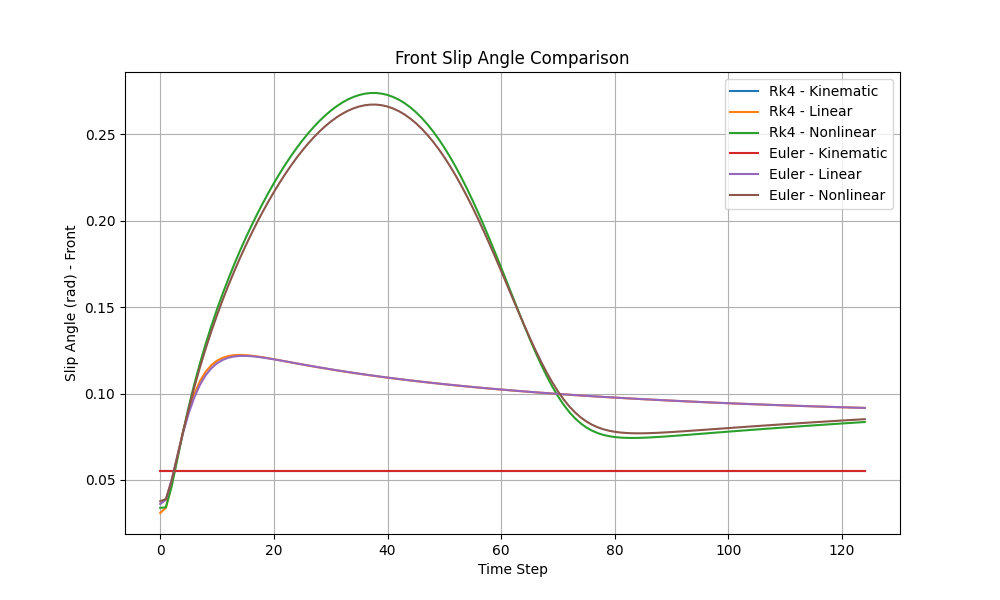 Front Slip Angle Comparison
Rk4 - Kinematic
Rk4 - Linear
Rk4 - Nonlinear
Euler - Kinematic
Euler - Linear
Euler - Nonlinear
Slip Angle (rad) - Front
0.25
0.20
0.15
0.10
0.05
0 20 40 60 80 100 120
Time Step